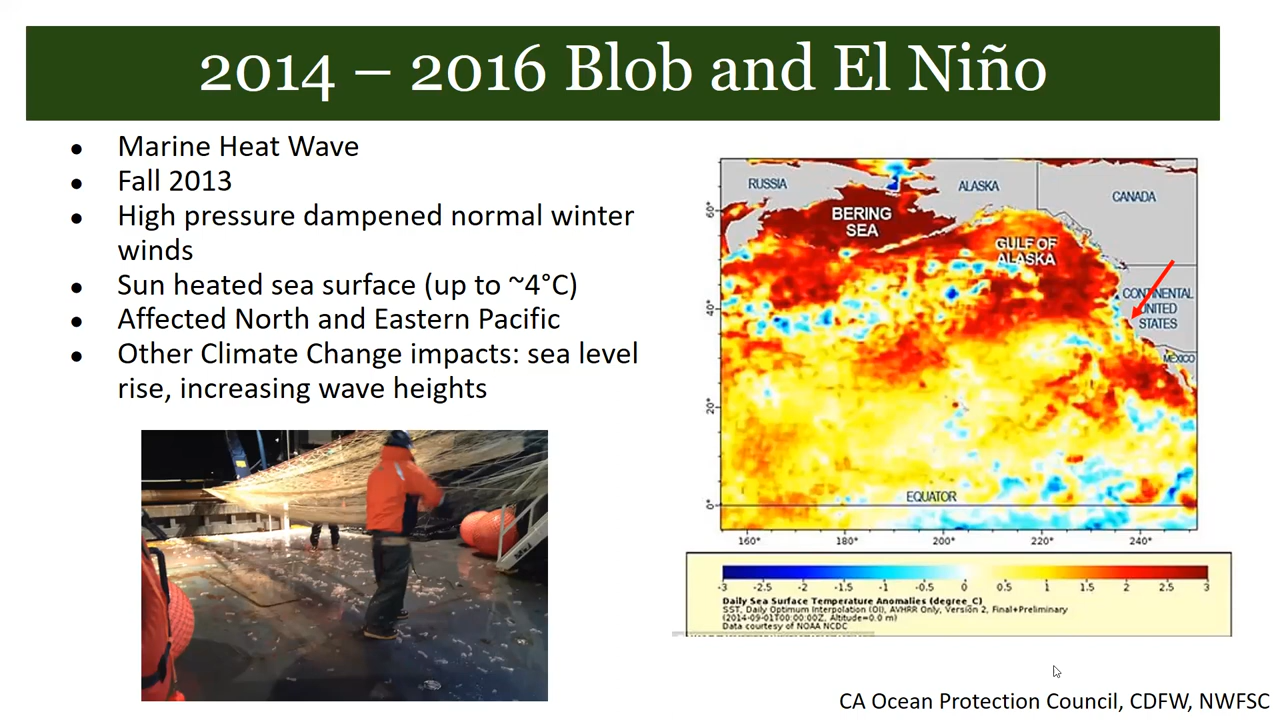 2014 – 2016 Blob and El Niño
● Marine Heat Wave
● Fall 2013
● High pressure dampened normal winter
winds
● Sun heated sea surface (up to ~4°C)
● Affected North and Eastern Pacific
● Other Climate Change impacts: sea level
rise, increasing wave heights
RUSSIA
ALASKA
CANADA
BERING
SEA
GULF OF
ALASKA
CONTINENTAL
UNITED
STATES
MEXICO
EQUATOR
60°
40°
20°
0°
160° 180° 200° 220° 240°
-3 -2.5 -2 -1.5 -1 -0.5 0 0.5 1 1.5 2 2.5 3
Daily Sea Surface Temperature Anomalies (degree_C)
SST, Daily Optimum Interpolation (OI), AVHRR Only, Version 2, Final+Preliminary
(2014-09-01T00:00:00Z, Altitude=0.0 m)
Data courtesy of NOAA NCDC
CA Ocean Protection Council, CDFW, NWFSC